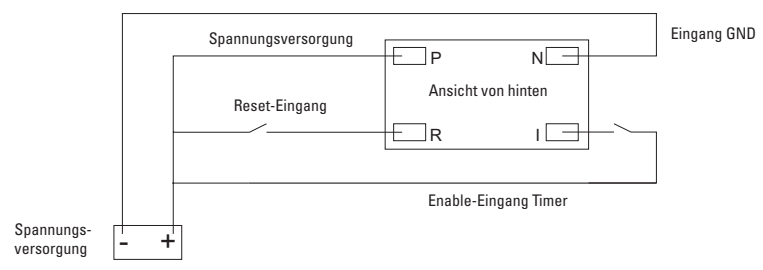 Eingang GND
Spannungsversorgung
P
N
Ansicht von hinten
Reset-Eingang
R
I
Enable-Eingang Timer
Spannungs-
versorgung
- +